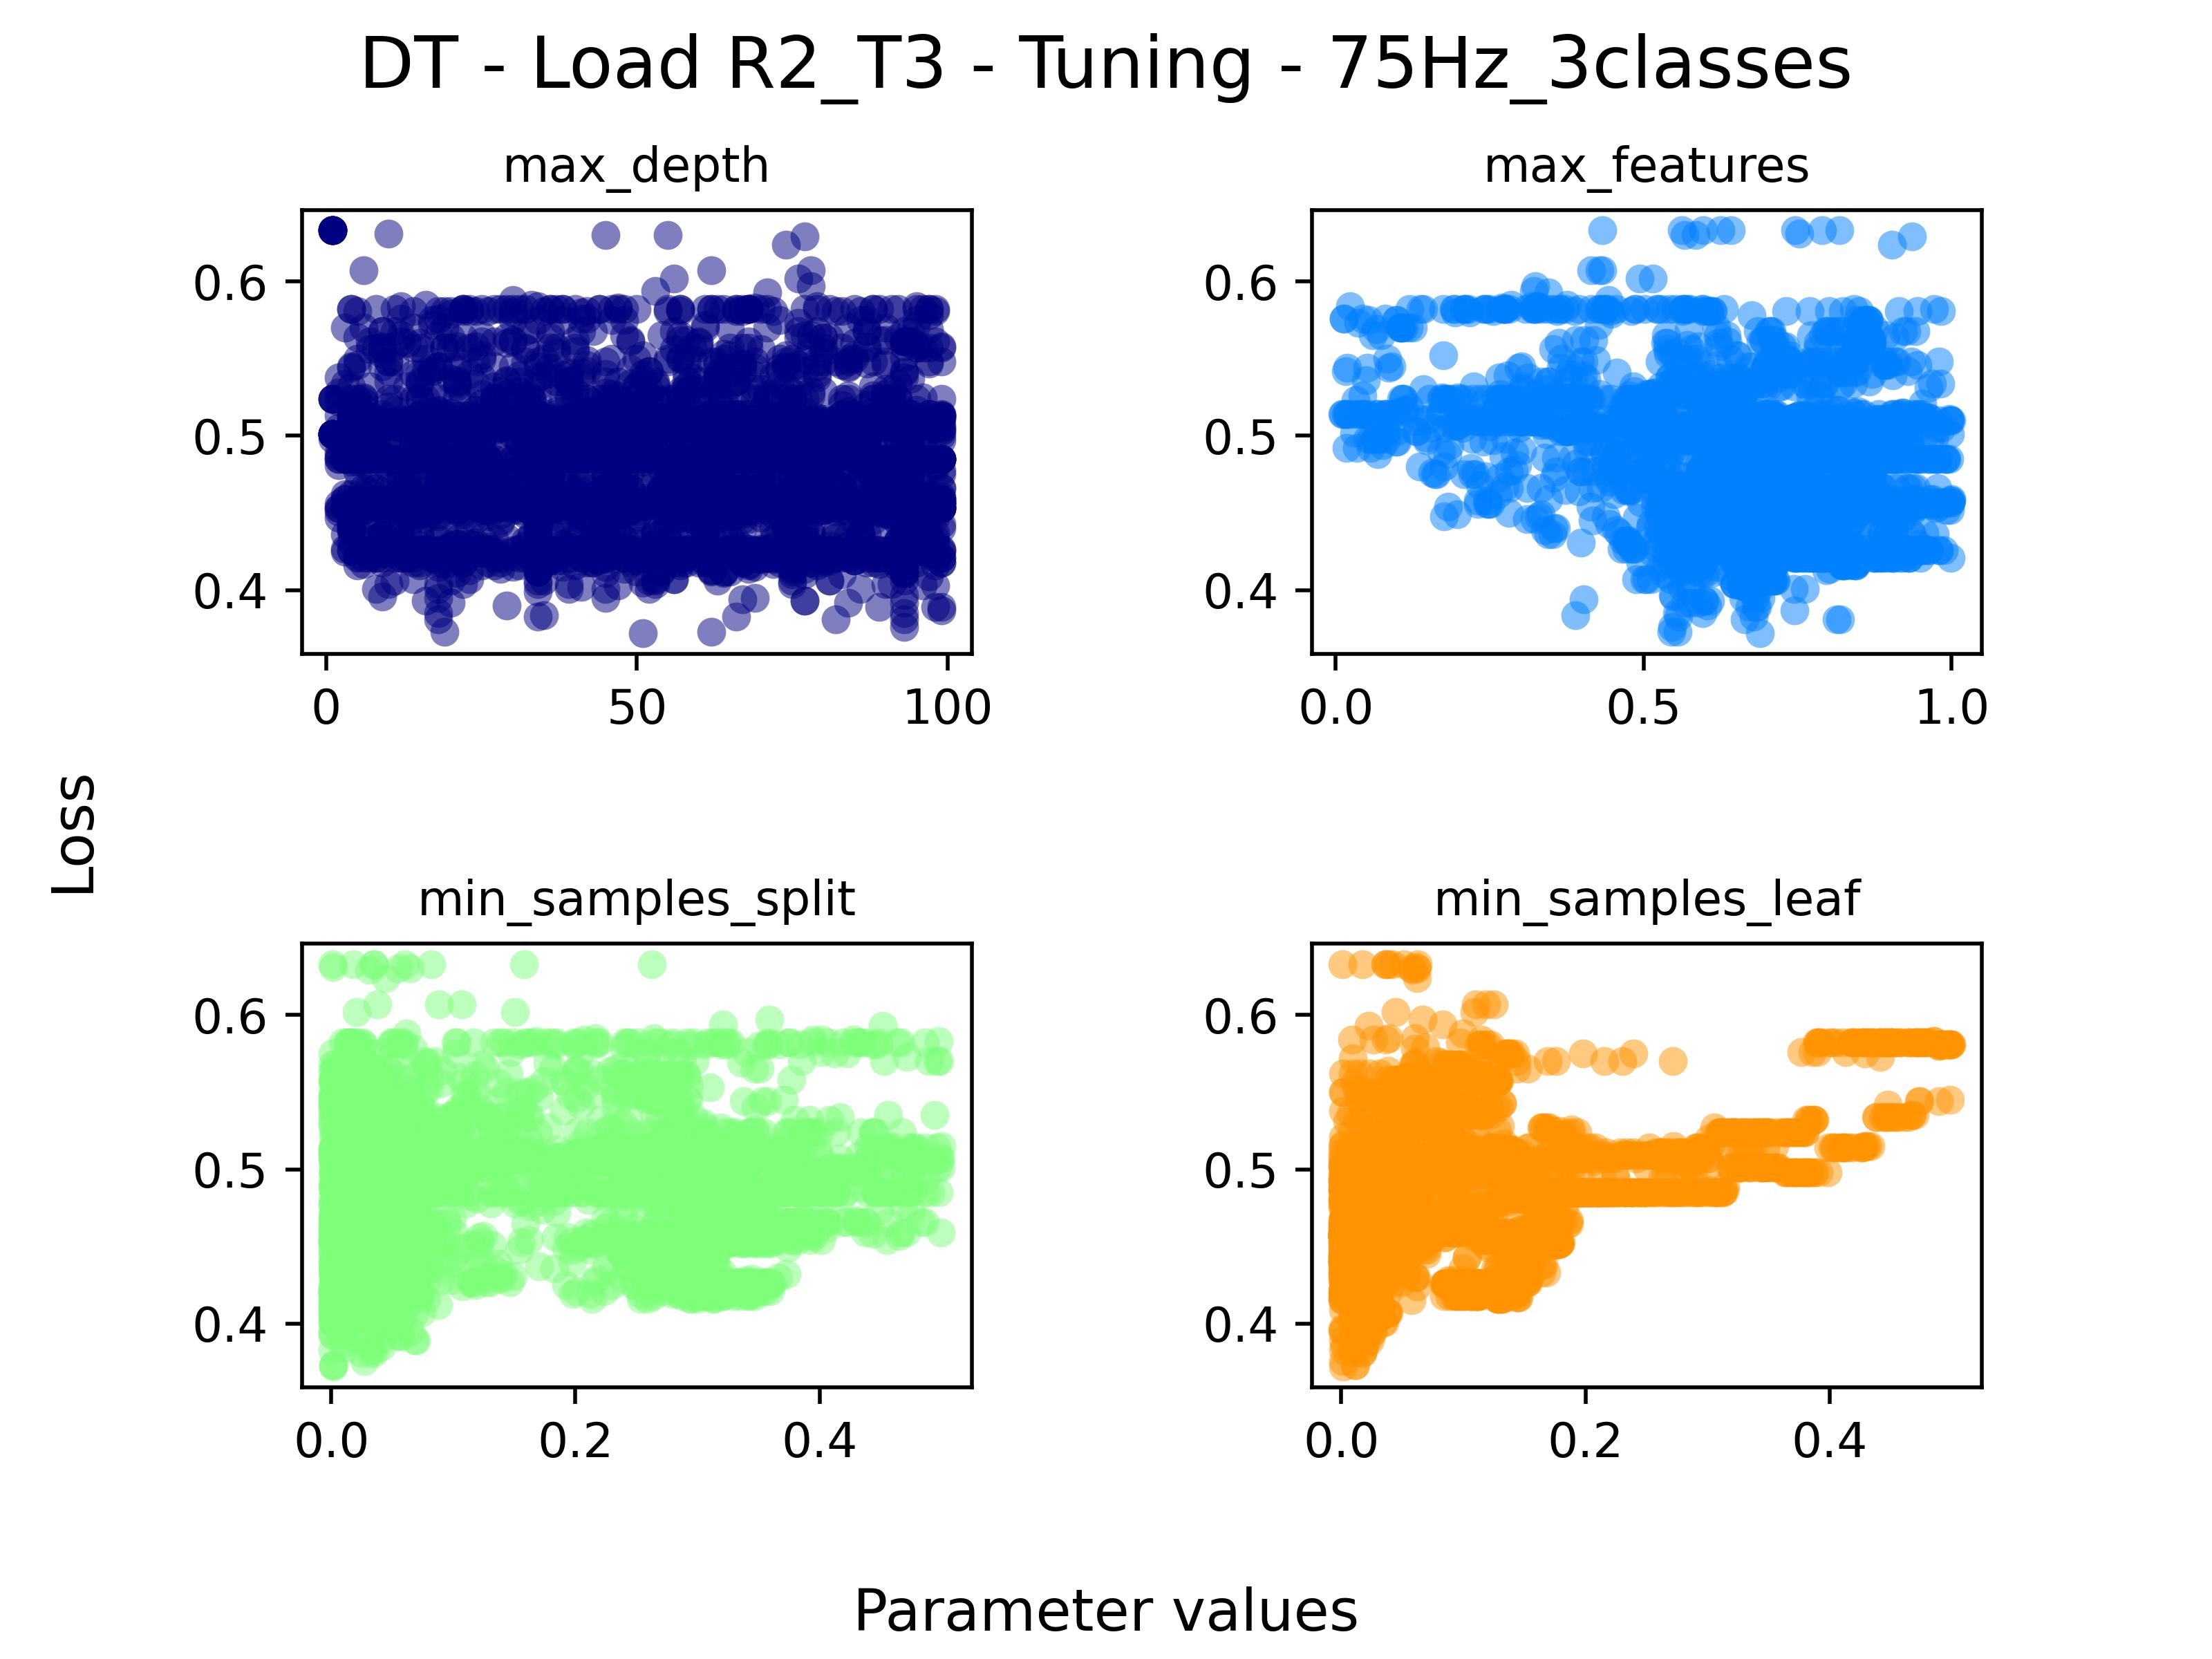 DT - Load R2_T3 - Tuning - 75Hz_3classes
max_depth
0.6
0.5
0.4
0 50 100
max_features
0.6
0.5
0.4
0.0 0.5 1.0
Loss
min_samples_split
0.6
0.5
0.4
0.0 0.2 0.4
min_samples_leaf
0.6
0.5
0.4
0.0 0.2 0.4
Parameter values